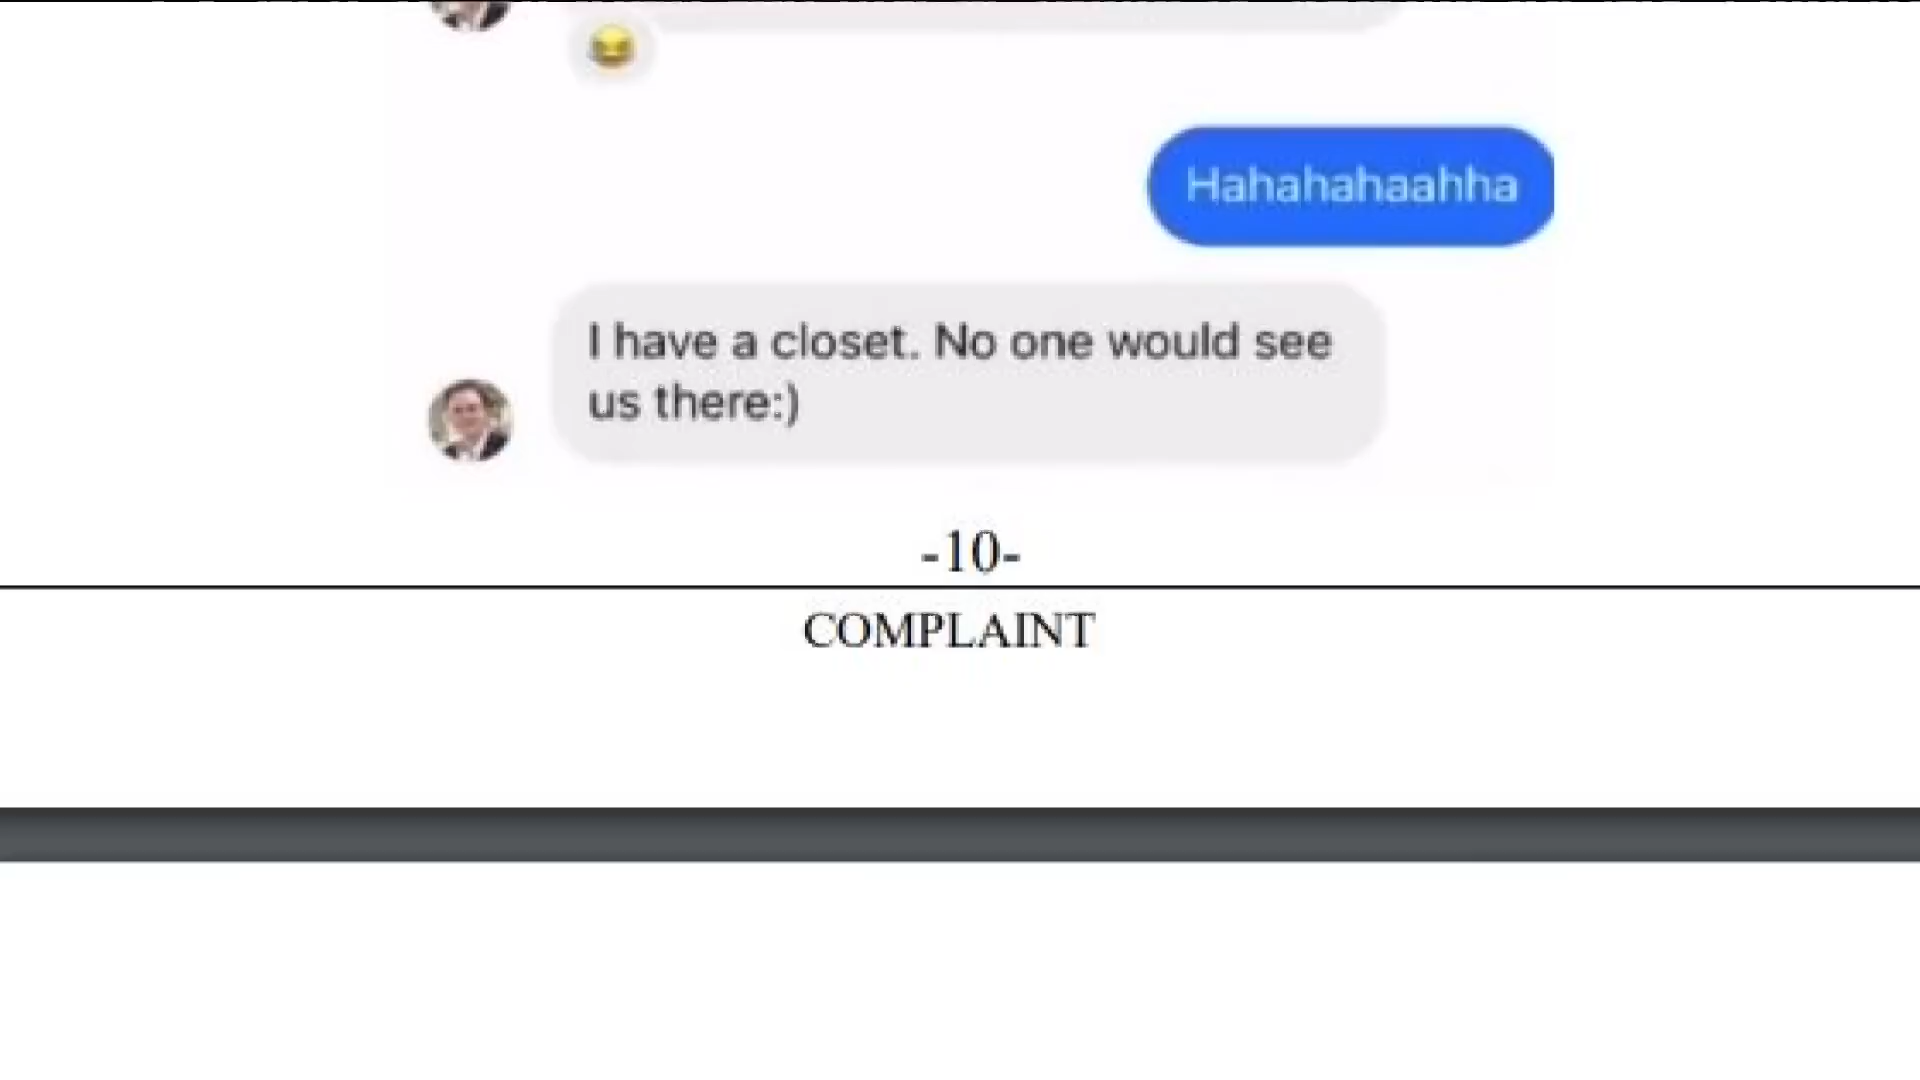 Hahahahaahha
I have a closet. No one would see
us there:)
-10-
COMPLAINT